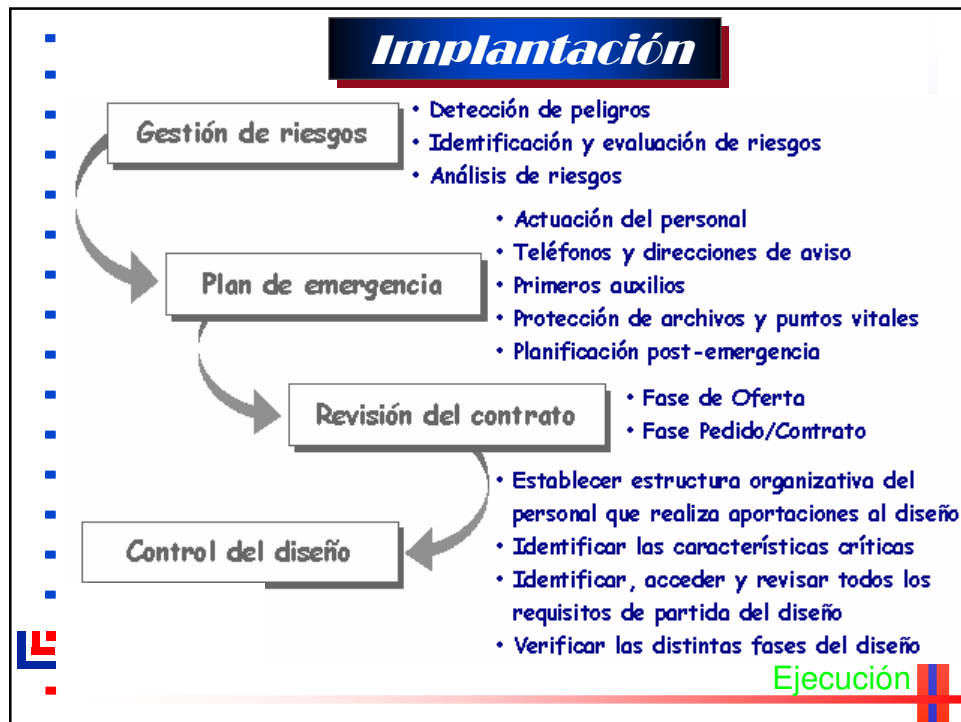 Implantación
Gestión de riesgos
• Detección de peligros
• Identificación y evaluación de riesgos
• Análisis de riesgos
Plan de emergencia
• Actuación del personal
• Teléfonos y direcciones de aviso
• Primeros auxilios
• Protección de archivos y puntos vitales
• Planificación post-emergencia
Revisión del contrato
• Fase de Oferta
• Fase Pedido/Contrato
Control del diseño
• Establecer estructura organizativa del
personal que realiza aportaciones al diseño
• Identificar las características críticas
• Identificar, acceder y revisar todos los
requisitos de partida del diseño
• Verificar las distintas fases del diseño
Ejecución